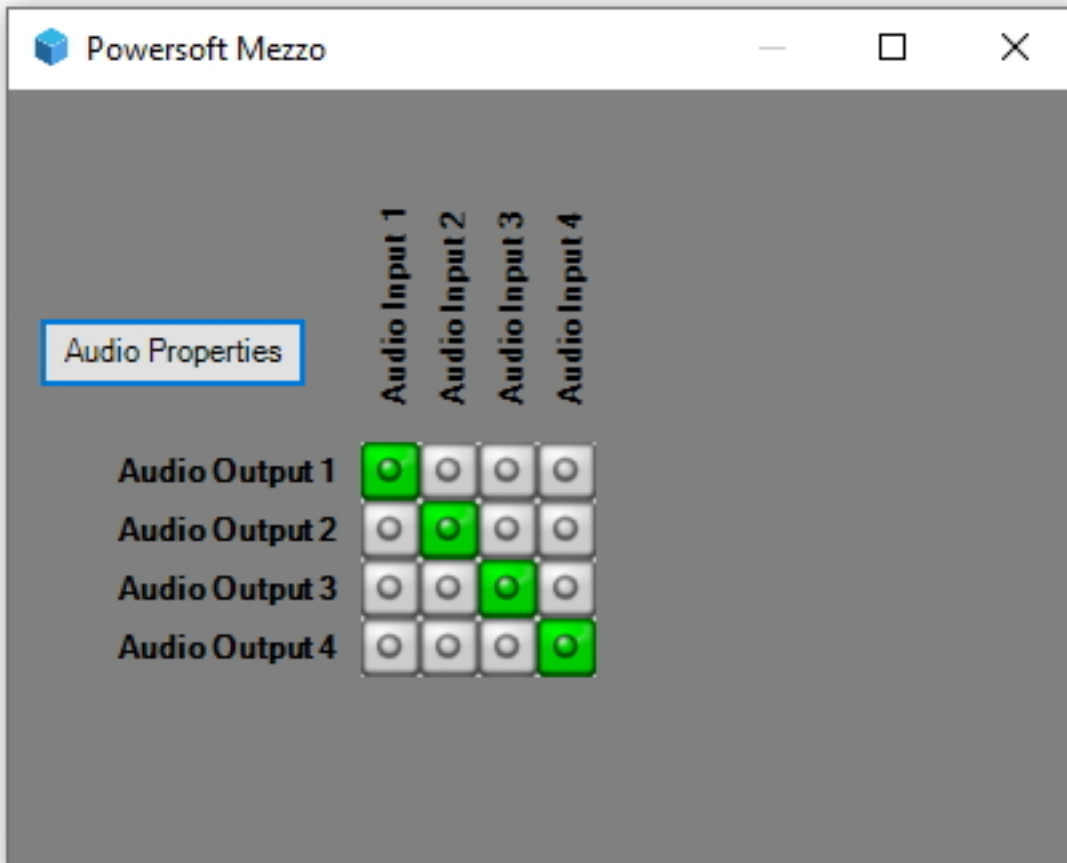 Powersoft Mezzo
Audio Input 1
Audio Input 2
Audio Input 3
Audio Input 4
Audio Properties
Audio Output 1
Audio Output 2
Audio Output 3
Audio Output 4